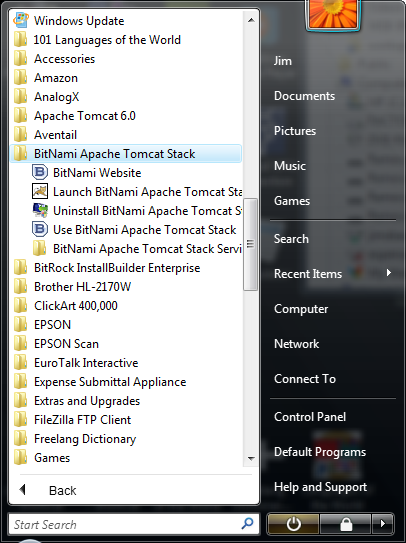 Windows Update
101 Languages of the World
Accessories
Amazon
AnalogX
Apache Tomcat 6.0
Aventail
BitNami Apache Tomcat Stack
BitNami Website
Launch BitNami Apache Tomcat Sta
Uninstall BitNami Apache Tomcat S
Use BitNami Apache Tomcat Stack
BitNami Apache Tomcat Stack Servi
BitRock InstallBuilder Enterprise
Brother HL-2170W
ClickArt 400,000
EPSON
EPSON Scan
EuroTalk Interactive
Expense Submittal Appliance
Extras and Upgrades
FileZilla FTP Client
Freelang Dictionary
Games
Back
Start Search
Jim
Documents
Pictures
Music
Games
Search
Recent Items
Computer
Network
Connect To
Control Panel
Default Programs
Help and Support